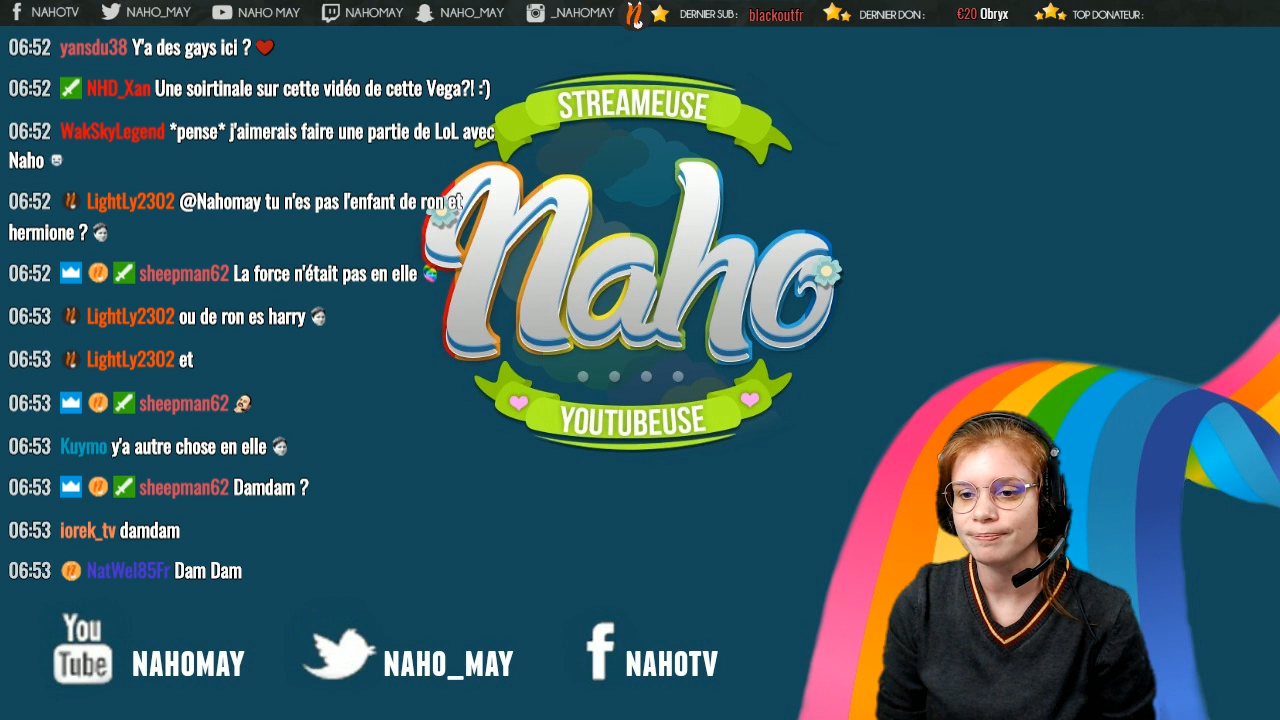 NAHOTV NAHO_MAY NAHO MAY NAHOMAY NAHO_MAY _NAHOMAY DERNIER SUB : blackoutfr DERNIER DON : €20 Obryx TOP DONATEUR :
06:52 yansdu38 Y'a des gays ici ?
06:52 NHD_Xan Une soirtinale sur cette vidéo de cette Vega?! :')
06:52 WakSkyLegend *pense* j'aimerais faire une partie de LoL avec
Naho
06:52 LightLy2302 @Nahomay tu n'es pas l'enfant de ron et
hermione ?
06:52 sheepman62 La force n'était pas en elle
06:53 LightLy2302 ou de ron es harry
06:53 LightLy2302 et
06:53 sheepman62
06:53 Kuymo y'a autre chose en elle
06:53 sheepman62 Damdam ?
06:53 iorek_tv damdam
06:53 NatWel85Fr Dam Dam
STREAMEUSE
Naho
YOUTUBEUSE
You
Tube NAHOMAY NAHO_MAY NAHOTV